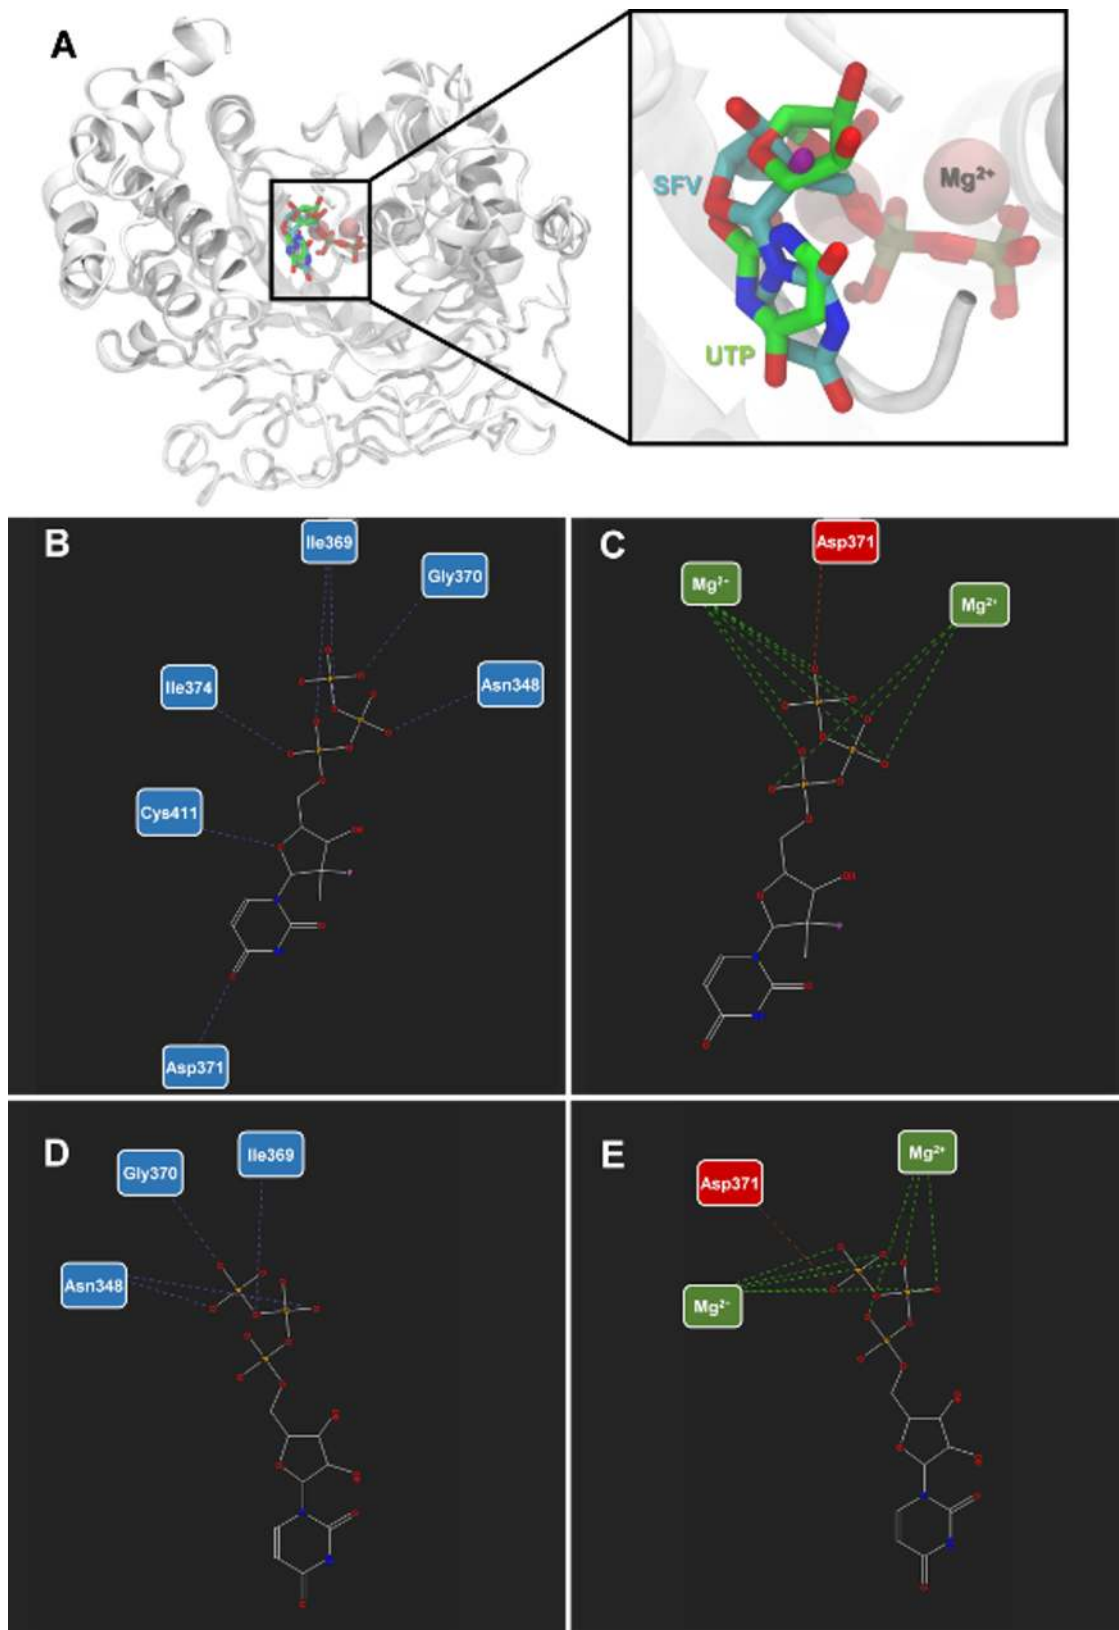 A
SFV
Mg²⁺
UTP
B
Ile369
Gly370
Ile374
Asn348
Cys411
Asp371
C
Asp371
Mg²⁺
Mg²⁺
D
Ile369
Gly370
Asn348
E
Mg²⁺
Asp371
Mg²⁺